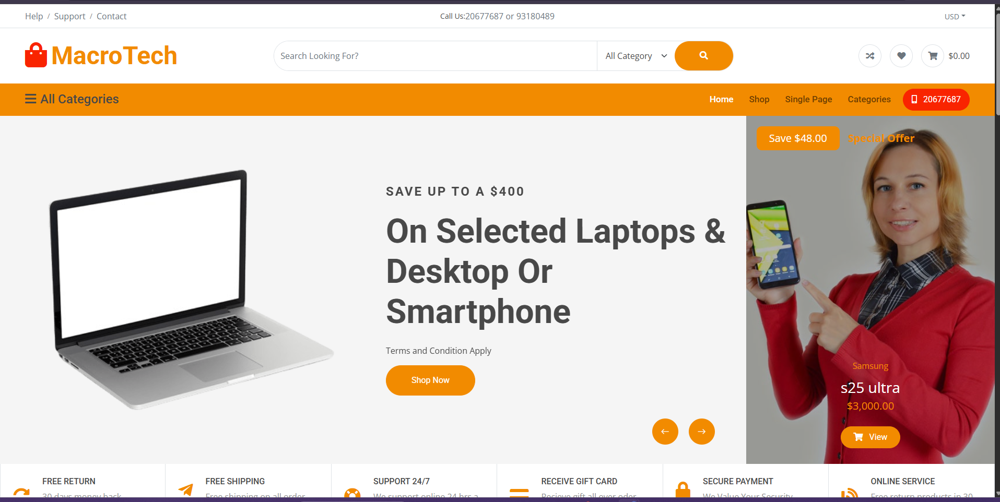 Help / Support / Contact
Call Us:20677687 or 93180489
USD
MacroTech
Search Looking For?
All Category
$0.00
All Categories
Home
Shop
Single Page
Categories
20677687
Save $48.00
Special Offer
SAVE UP TO A $400
On Selected Laptops &
Desktop Or
Smartphone
Terms and Condition Apply
Shop Now
Samsung
s25 ultra
$3,000.00
View
FREE RETURN
30 days money back
FREE SHIPPING
Free shipping on all order
SUPPORT 24/7
We support online 24 hrs a
RECEIVE GIFT CARD
Recieve gift all over oder
SECURE PAYMENT
We Value Your Security
ONLINE SERVICE
Free return products in 30